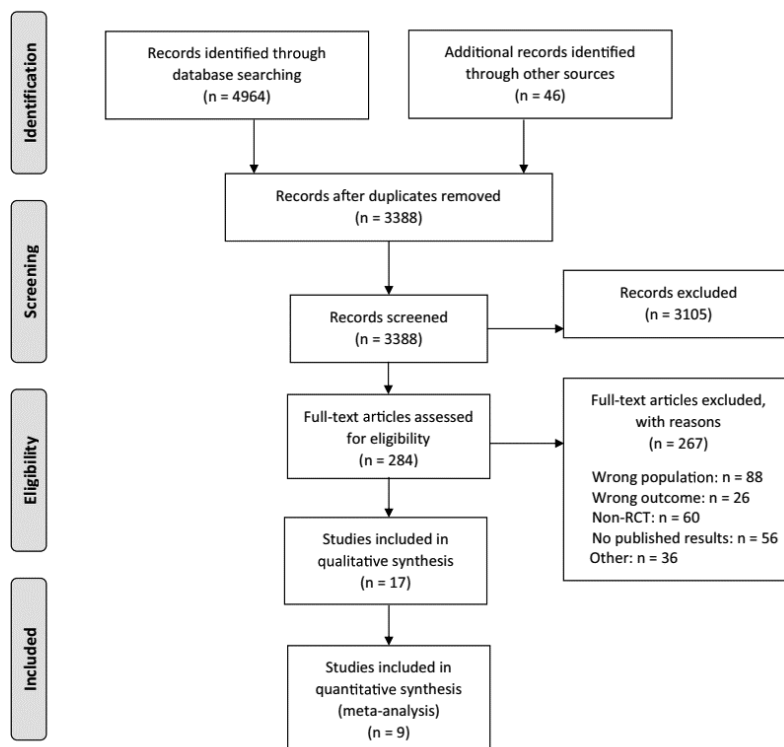 Identification
Records identified through
database searching
(n = 4964)
Additional records identified
through other sources
(n = 46)
Records after duplicates removed
(n = 3388)
Screening
Records screened
(n = 3388)
Records excluded
(n = 3105)
Eligibility
Full-text articles assessed
for eligibility
(n = 284)
Full-text articles excluded,
with reasons
(n = 267)
Wrong population: n = 88
Wrong outcome: n = 26
Non-RCT: n = 60
No published results: n = 56
Other: n = 36
Studies included in
qualitative synthesis
(n = 17)
Included
Studies included in
quantitative synthesis
(meta-analysis)
(n = 9)